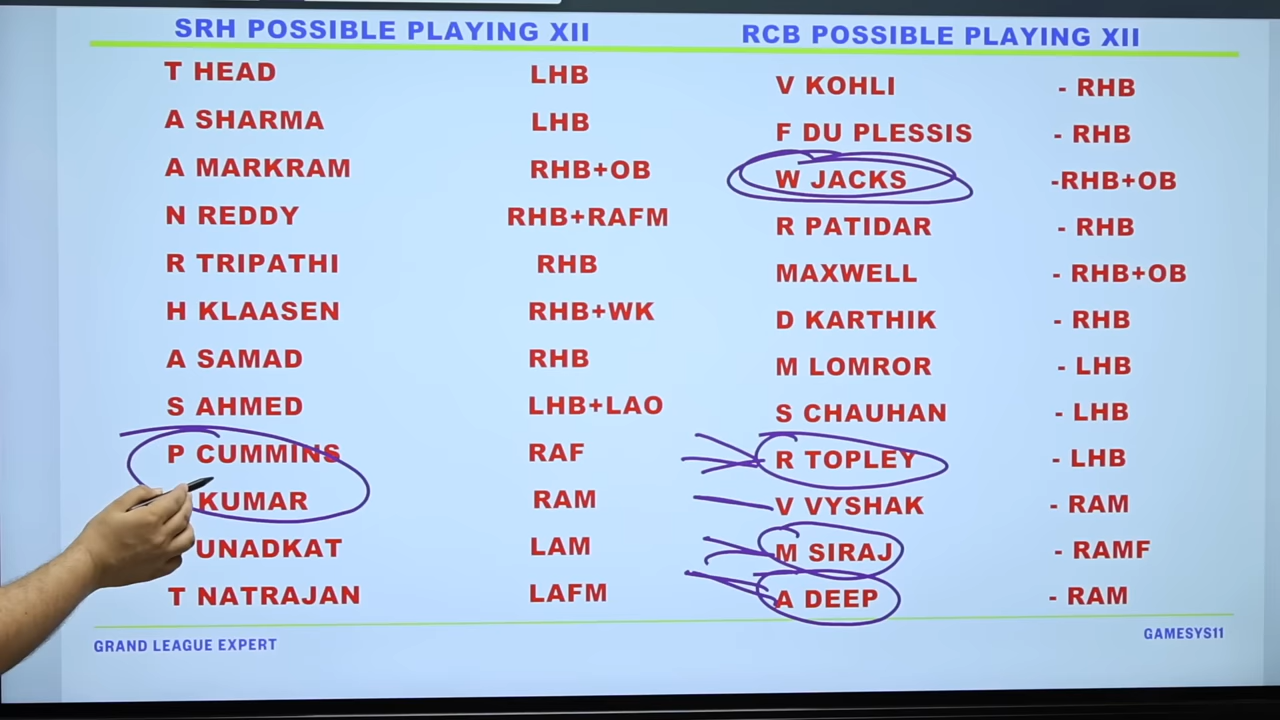 SRH POSSIBLE PLAYING XII
T HEAD LHB
A SHARMA LHB
A MARKRAM RHB+OB
N REDDY RHB+RAFM
R TRIPATHI RHB
H KLAASEN RHB+WK
A SAMAD RHB
S AHMED LHB+LAO
P CUMMINS RAF
KUMAR RAM
UNADKAT LAM
T NATRAJAN LAFM
RCB POSSIBLE PLAYING XII
V KOHLI - RHB
F DU PLESSIS - RHB
W JACKS -RHB+OB
R PATIDAR - RHB
MAXWELL - RHB+OB
D KARTHIK - RHB
M LOMROR - LHB
S CHAUHAN - LHB
R TOPLEY - LHB
V VYSHAK - RAM
M SIRAJ - RAMF
A DEEP - RAM
GRAND LEAGUE EXPERT
GAMESYS11